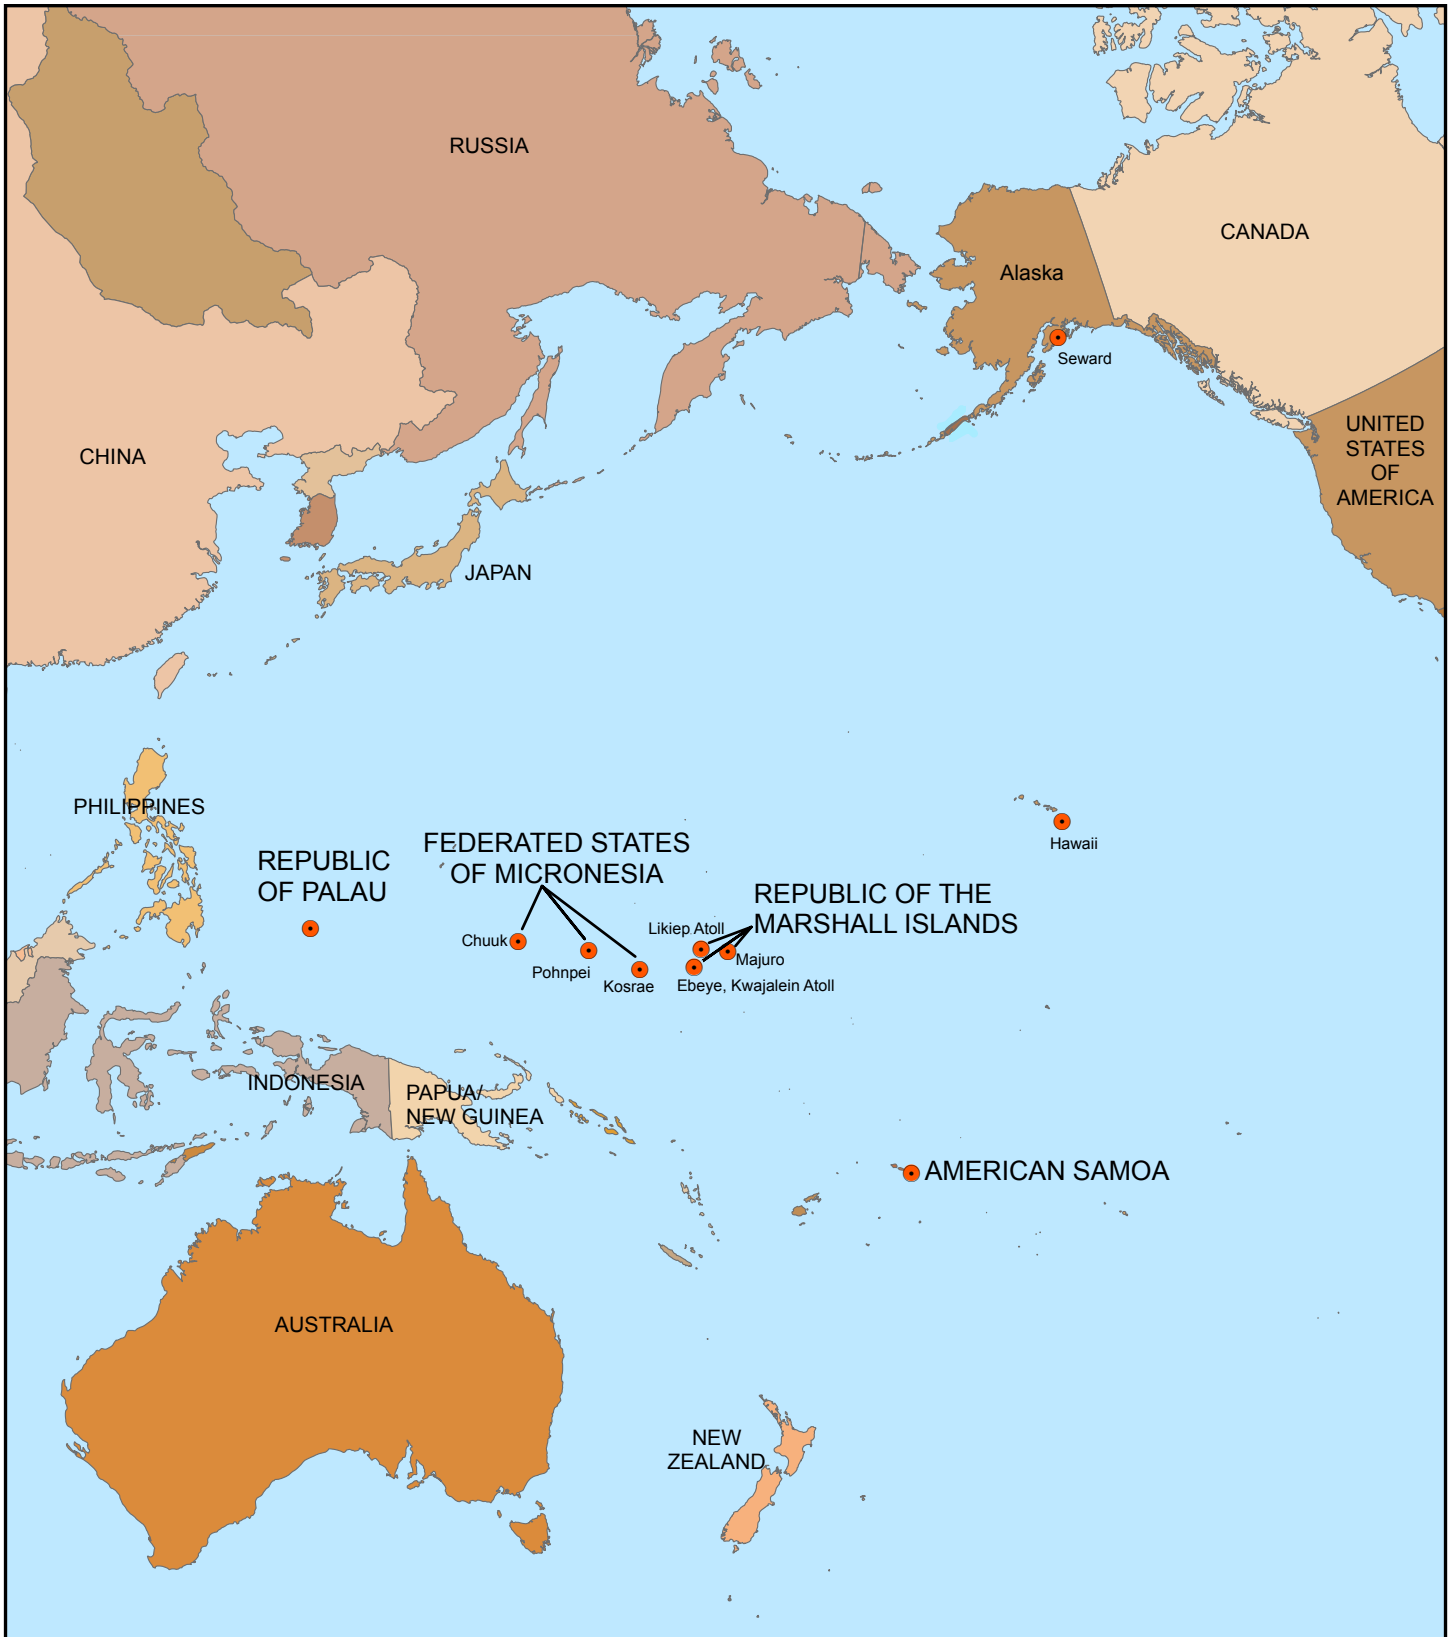 RUSSIA
CANADA
Alaska
Seward
UNITED
STATES
OF
AMERICA
CHINA
JAPAN
PHILIPPINES
Hawaii
FEDERATED STATES
OF MICRONESIA
REPUBLIC
OF PALAU
REPUBLIC OF THE
MARSHALL ISLANDS
Likiep Atoll
Chuuk
Majuro
Pohnpei
Kosrae
Ebeye, Kwajalein Atoll
INDONESIA
PAPUA/
NEW GUINEA
AMERICAN SAMOA
AUSTRALIA
NEW
ZEALAND